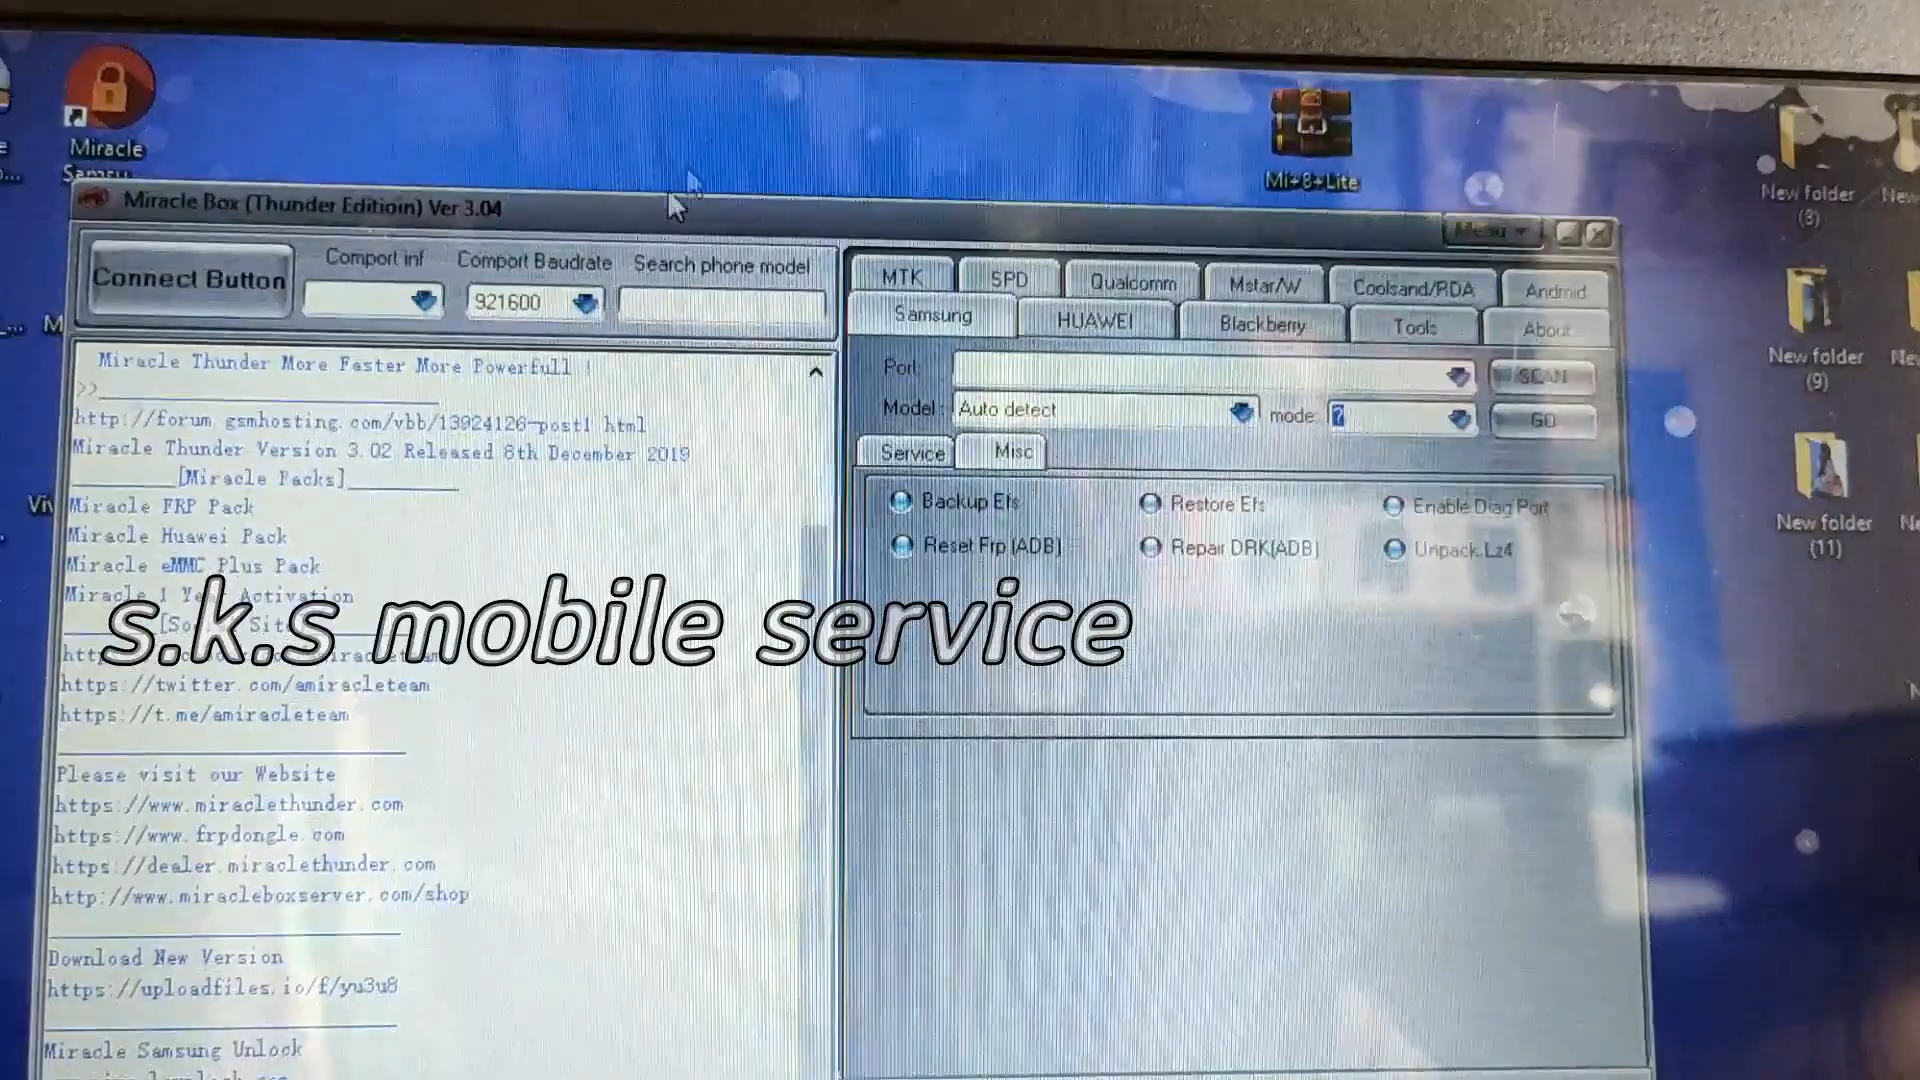 Miracle
Samsu...
Mi+8+Lite
New folder
(3)
New folder
(9)
New folder
(11)
Miracle Box (Thunder Editioin) Ver 3.04
Menu
Connect Button
Comport inf
Comport Baudrate
Search phone model
921600
MTK
SPD
Qualcomm
Mstar/W
Coolsand/RDA
Android
Samsung
HUAWEI
Blackberry
Tools
About
Port:
SCAN
Model :
Auto detect
mode:
?
GO
Service
Misc
Backup Efs
Restore Efs
Enable Diag Port
Reset Frp (ADB)
Repair DRK(ADB)
Unpack Lz4
Miracle Thunder More Faster More Powerfull !
>>
http://forum.gsmhosting.com/vbb/13924126-post1.html
Miracle Thunder Version 3.02 Released 8th December 2019
[Miracle Packs]
Miracle FRP Pack
Miracle Huawei Pack
Miracle eMMC Plus Pack
Miracle 1 Activation
s.k.s mobile service
https://twitter.com/amiracleteam
https://t.me/amiracleteam
Please visit our Website
https://www.miraclethunder.com
https://www.frpdongle.com
https://dealer.miraclethunder.com
http://www.miracleboxserver.com/shop
Download New Version
https://uploadfiles.io/f/yu3u8
Miracle Samsung Unlock